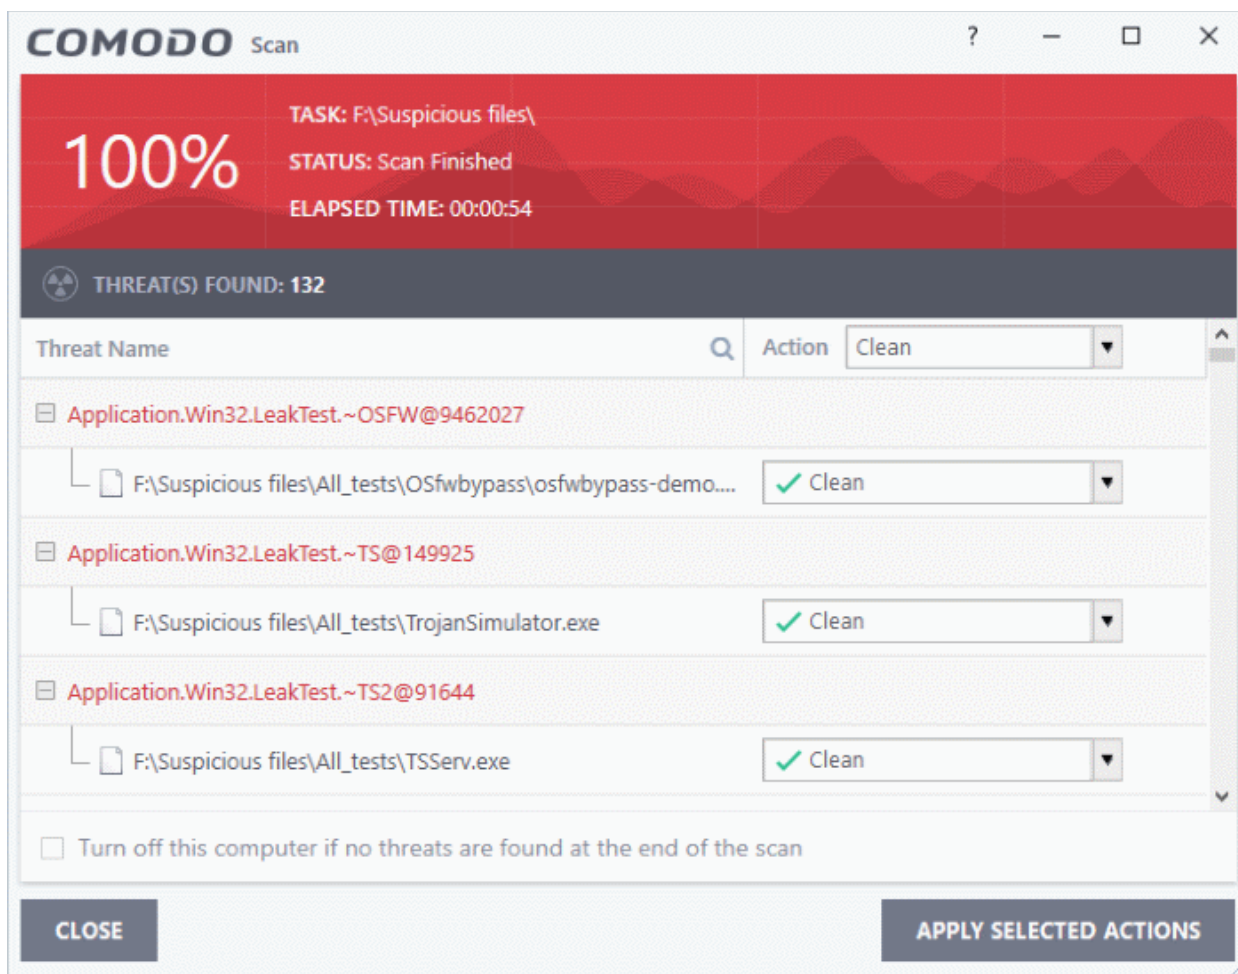 COMODO Scan ?
100%
TASK: F:\Suspicious files\
STATUS: Scan Finished
ELAPSED TIME: 00:00:54
THREAT(S) FOUND: 132
Threat Name Action Clean
Application.Win32.LeakTest.~OSFW@9462027
F:\Suspicious files\All_tests\OSfwbypass\osfwbypass-demo.... Clean
Application.Win32.LeakTest.~TS@149925
F:\Suspicious files\All_tests\TrojanSimulator.exe Clean
Application.Win32.LeakTest.~TS2@91644
F:\Suspicious files\All_tests\TSServ.exe Clean
Turn off this computer if no threats are found at the end of the scan
CLOSE APPLY SELECTED ACTIONS